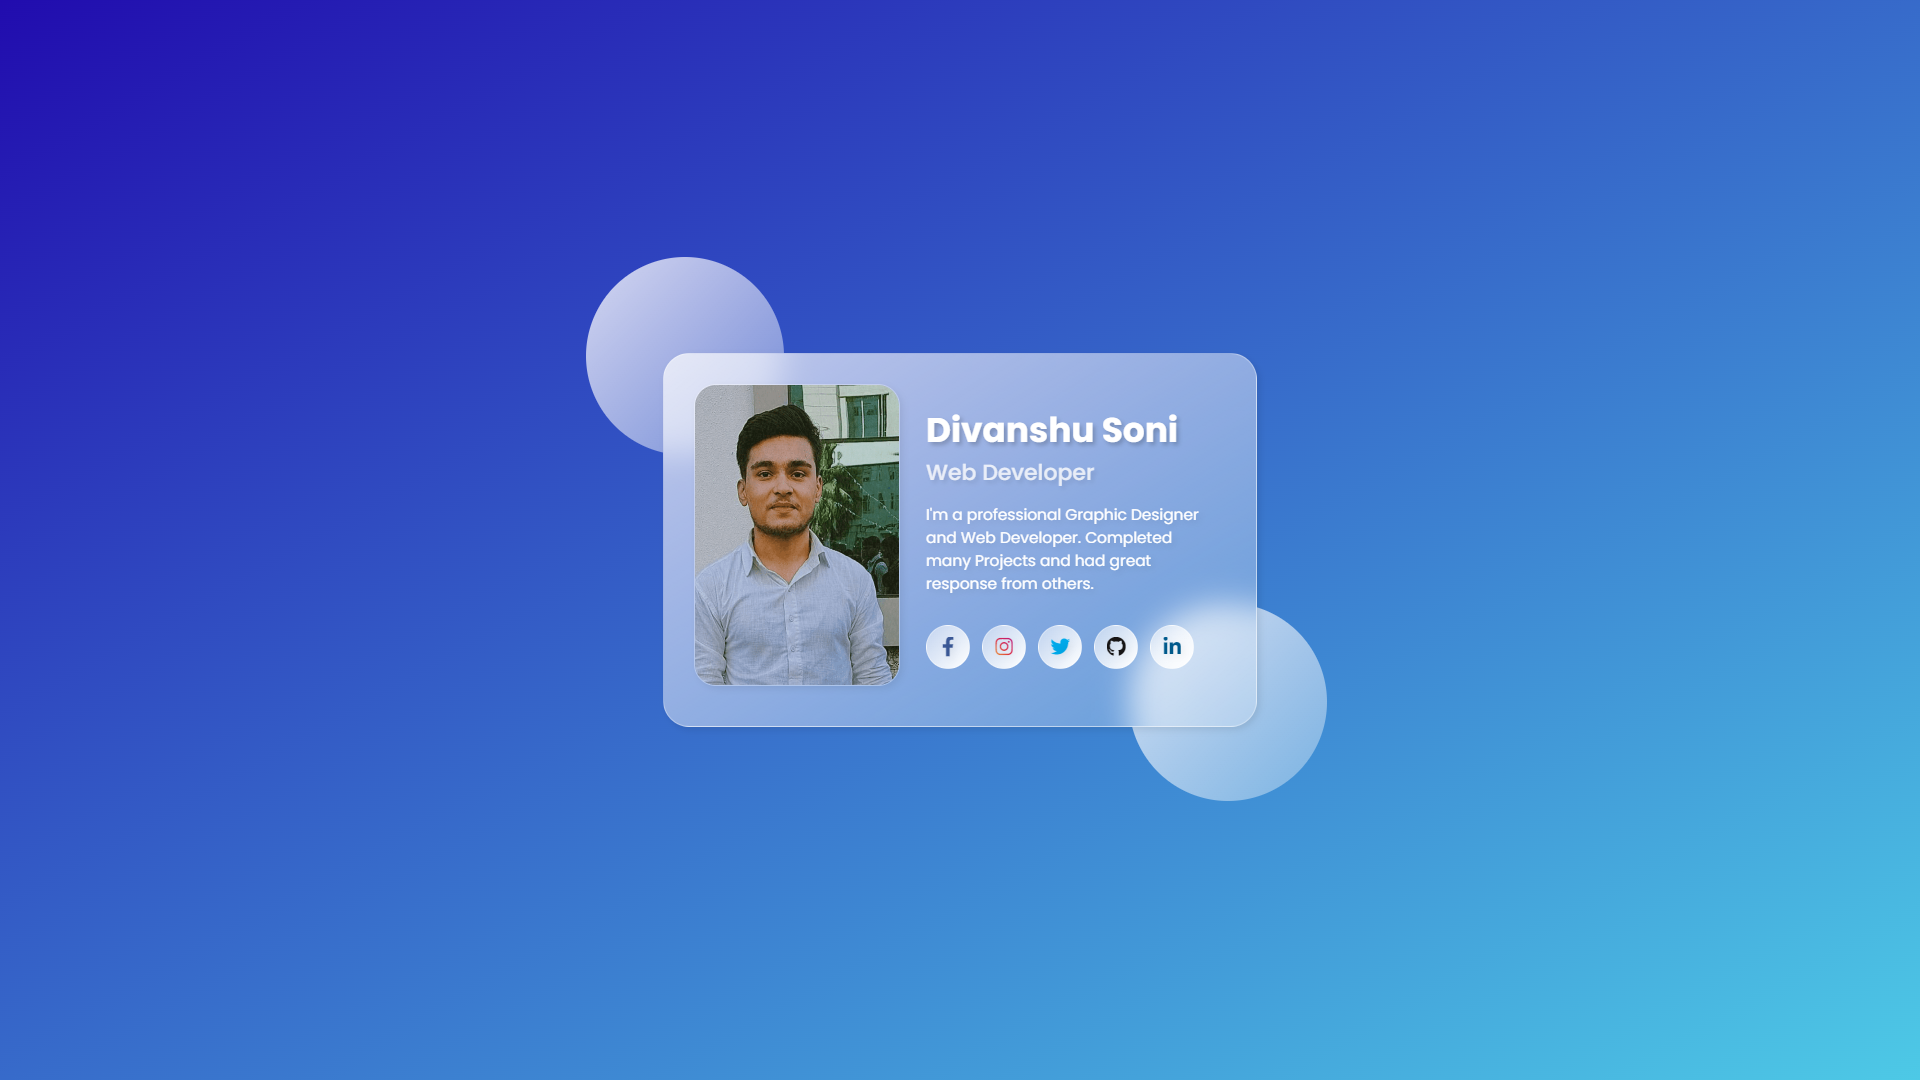 Divanshu Soni
Web Developer
I'm a professional Graphic Designer
and Web Developer. Completed
many Projects and had great
response from others.